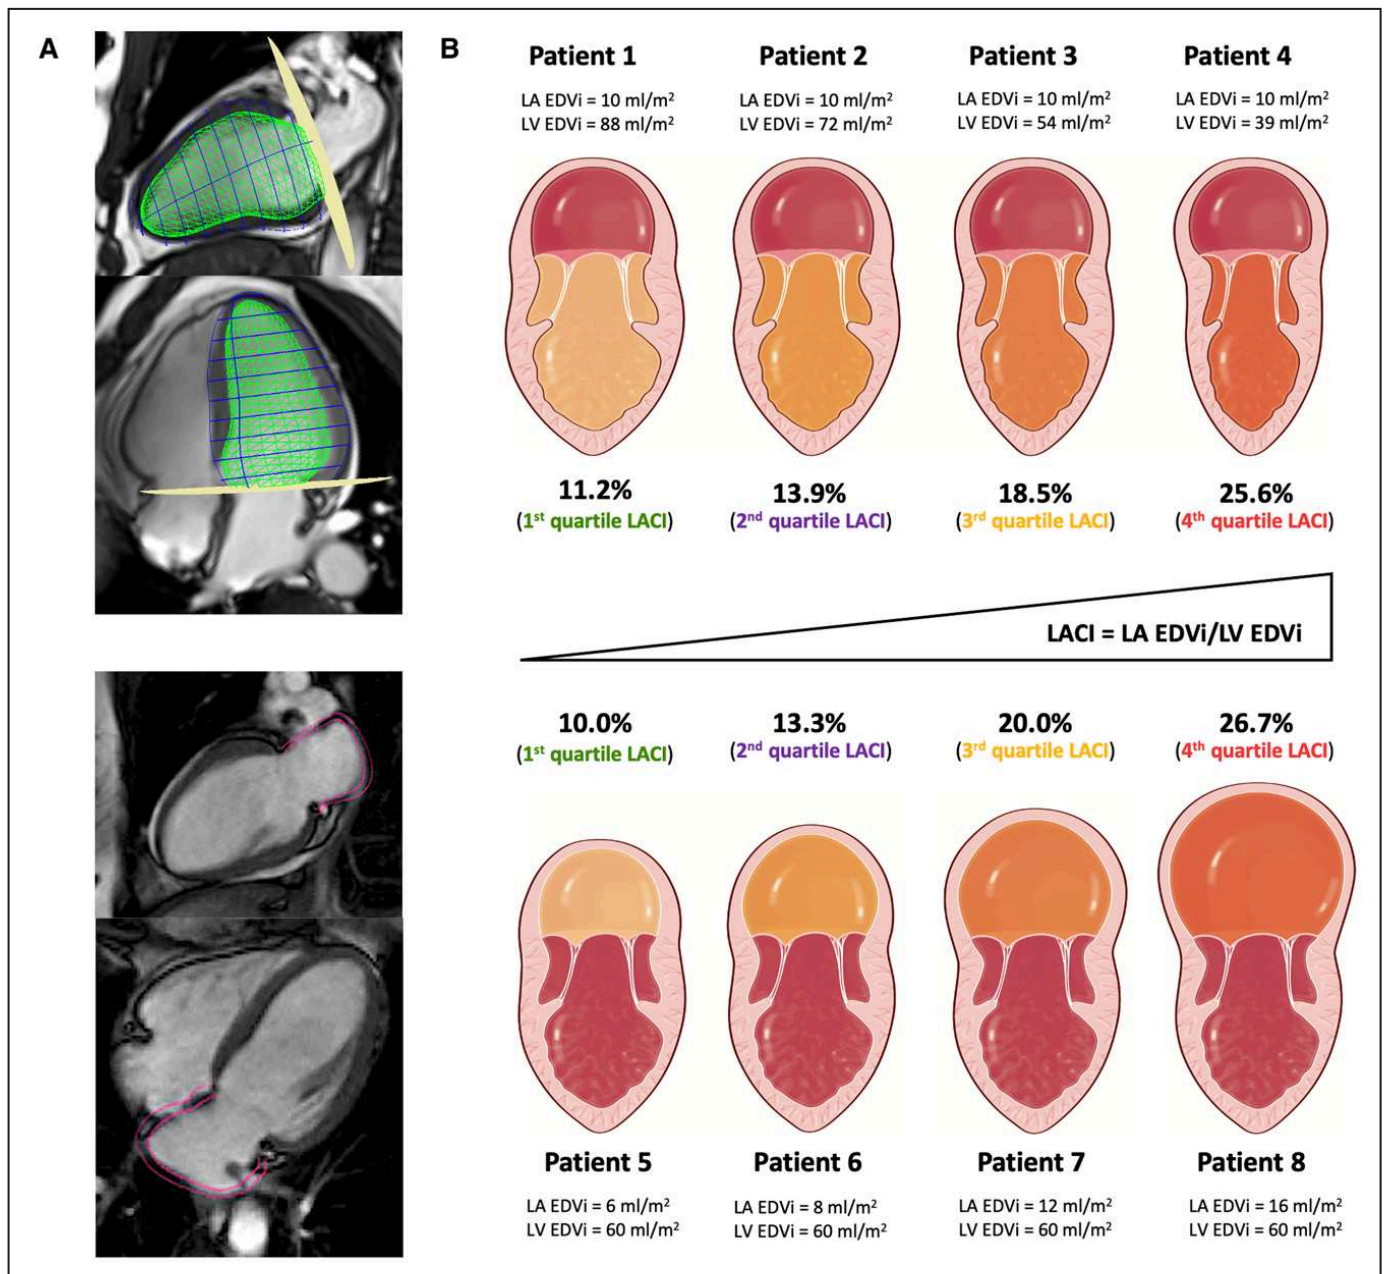 A
B
Patient 1
Patient 2
Patient 3
Patient 4
LA EDVi = 10 ml/m²
LV EDVi = 88 ml/m²
LA EDVi = 10 ml/m²
LV EDVi = 72 ml/m²
LA EDVi = 10 ml/m²
LV EDVi = 54 ml/m²
LA EDVi = 10 ml/m²
LV EDVi = 39 ml/m²
11.2%
(1st quartile LACI)
13.9%
(2nd quartile LACI)
18.5%
(3rd quartile LACI)
25.6%
(4th quartile LACI)
LACI = LA EDVi/LV EDVi
10.0%
(1st quartile LACI)
13.3%
(2nd quartile LACI)
20.0%
(3rd quartile LACI)
26.7%
(4th quartile LACI)
Patient 5
Patient 6
Patient 7
Patient 8
LA EDVi = 6 ml/m²
LV EDVi = 60 ml/m²
LA EDVi = 8 ml/m²
LV EDVi = 60 ml/m²
LA EDVi = 12 ml/m²
LV EDVi = 60 ml/m²
LA EDVi = 16 ml/m²
LV EDVi = 60 ml/m²